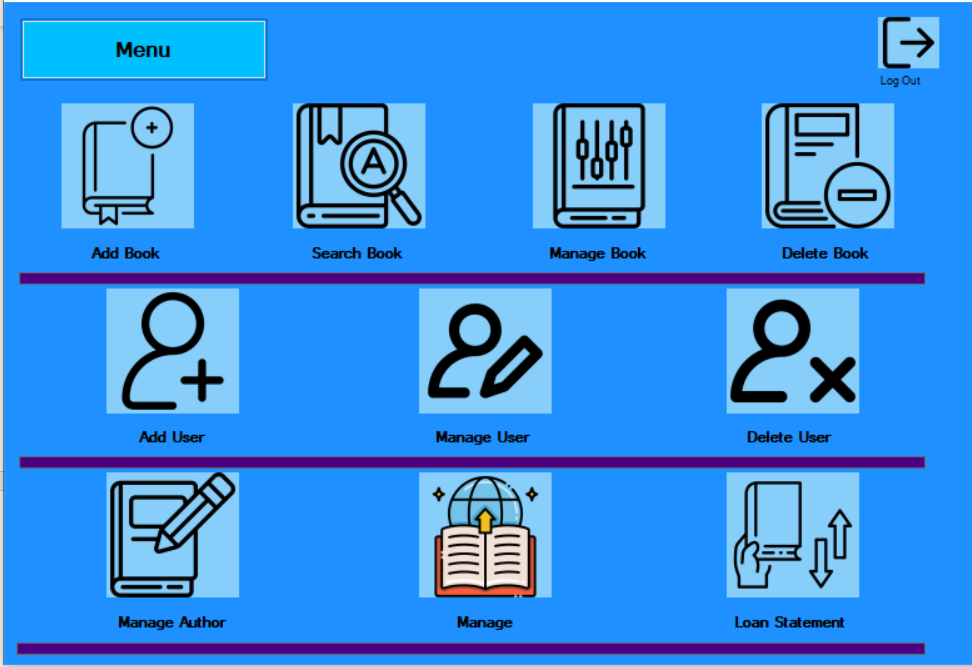 Menu
Log Out
A
Add Book
Search Book
Manage Book
Delete Book
Add User
Manage User
Delete User
Manage Author
Manage
Loan Statement